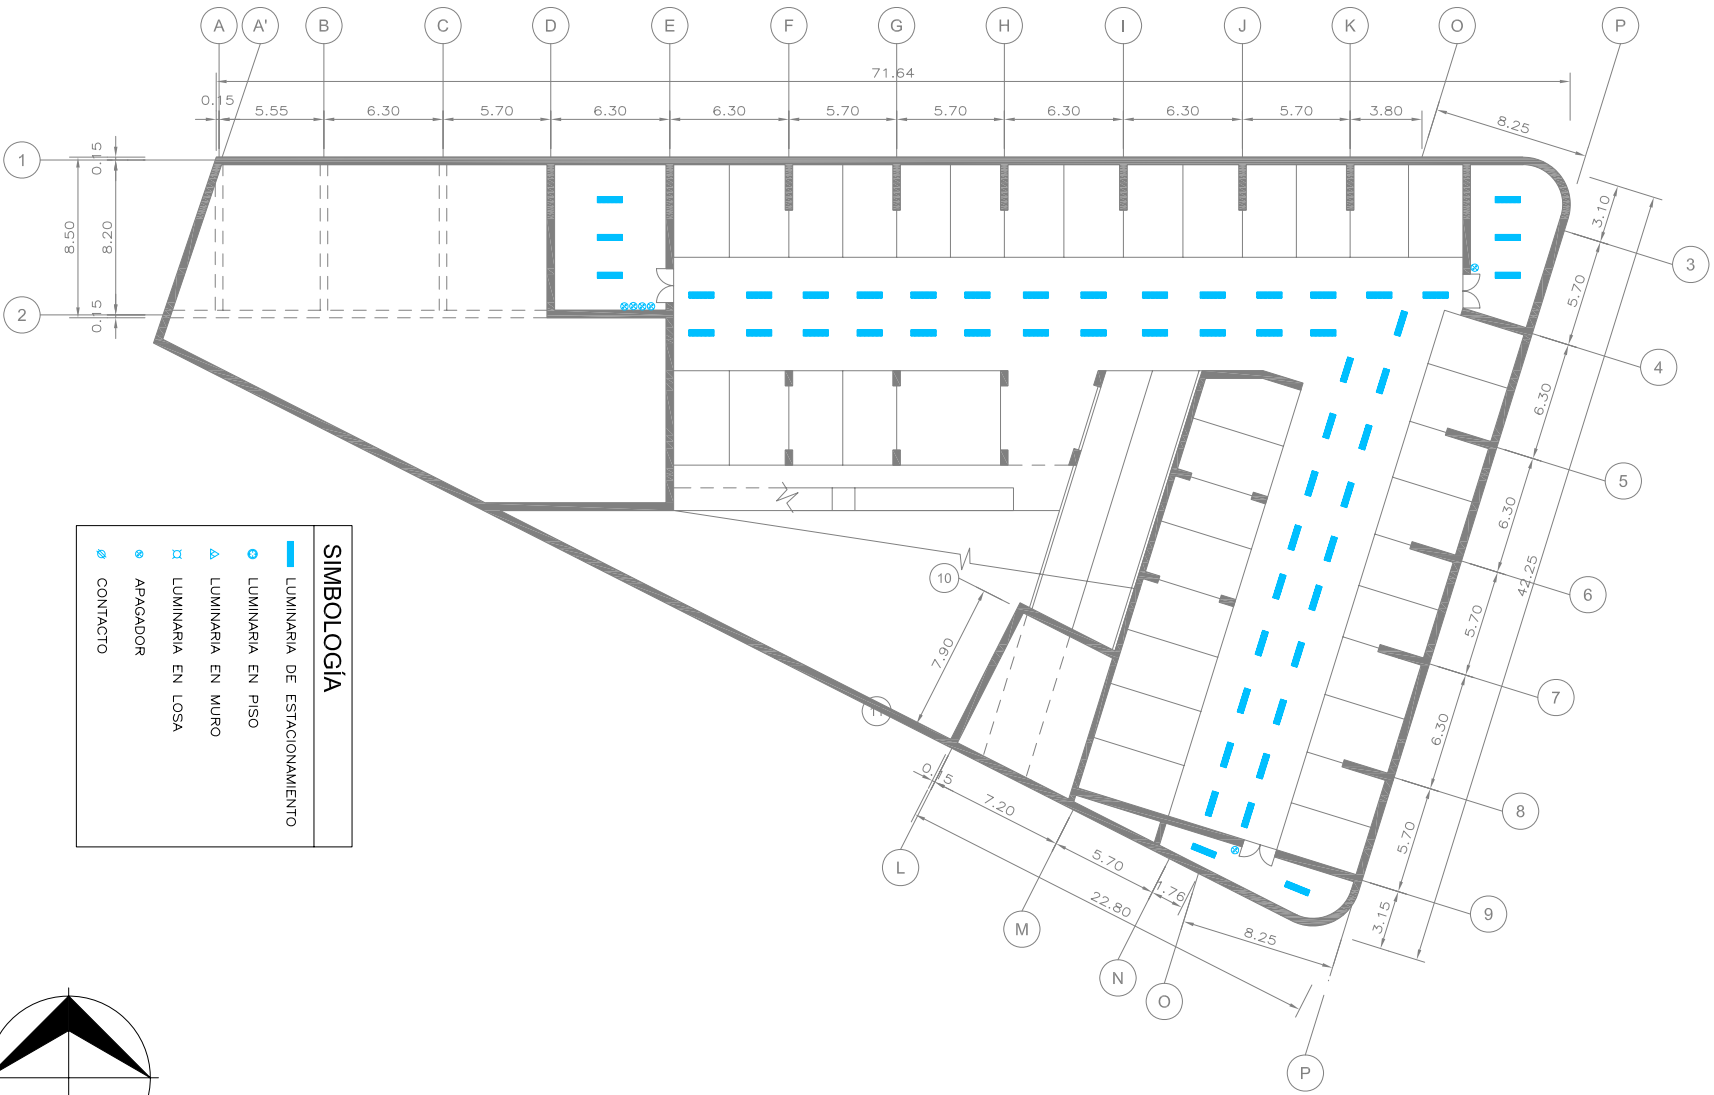 A A' B C D E F G H I J K O P
71.64
0.15 5.55 6.30 5.70 6.30 6.30 5.70 5.70 6.30 6.30 5.70 3.80 8.25
1
0.15
8.50 8.20
2
0.15
3.10
3
5.70
4
6.30
5
6.30
42.25
6
5.70
7
6.30
8
5.70
9
3.15
10
7.90
11
0.15
7.20
5.70
1.76
22.80
8.25
L
M
N
O
P
SIMBOLOGÍA
LUMINARIA DE ESTACIONAMIENTO
LUMINARIA EN PISO
LUMINARIA EN MURO
LUMINARIA EN LOSA
APAGADOR
CONTACTO